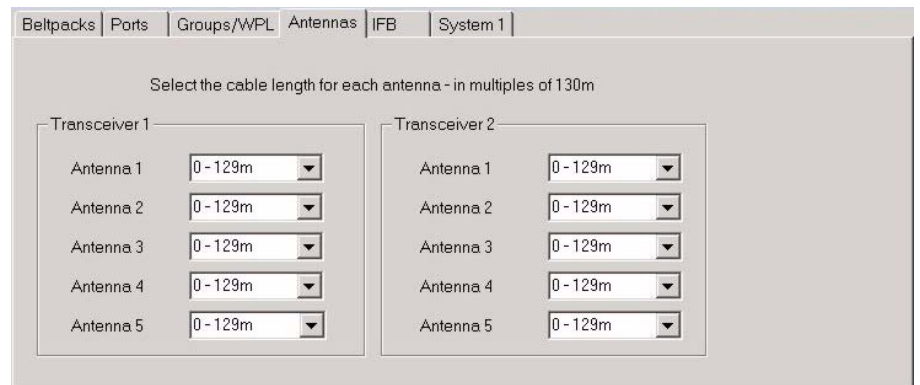 Beltpacks Ports Groups/WPL Antennas IFB System 1
Select the cable length for each antenna - in multiples of 130m
Transceiver 1
Antenna 1 0 - 129m
Antenna 2 0 - 129m
Antenna 3 0 - 129m
Antenna 4 0 - 129m
Antenna 5 0 - 129m
Transceiver 2
Antenna 1 0 - 129m
Antenna 2 0 - 129m
Antenna 3 0 - 129m
Antenna 4 0 - 129m
Antenna 5 0 - 129m